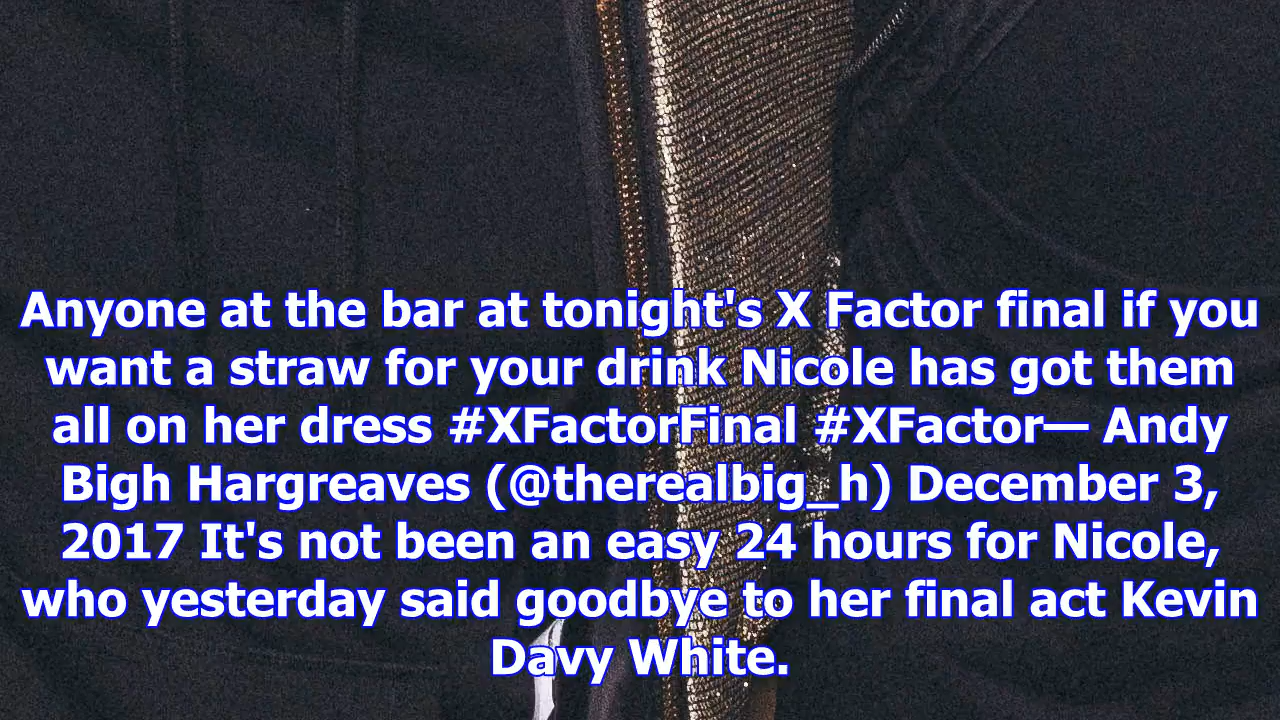 Anyone at the bar at tonight's X Factor final if you
want a straw for your drink Nicole has got them
all on her dress #XFactorFinal #XFactor— Andy
Bigh Hargreaves (@therealbig_h) December 3,
2017 It's not been an easy 24 hours for Nicole,
who yesterday said goodbye to her final act Kevin
Davy White.